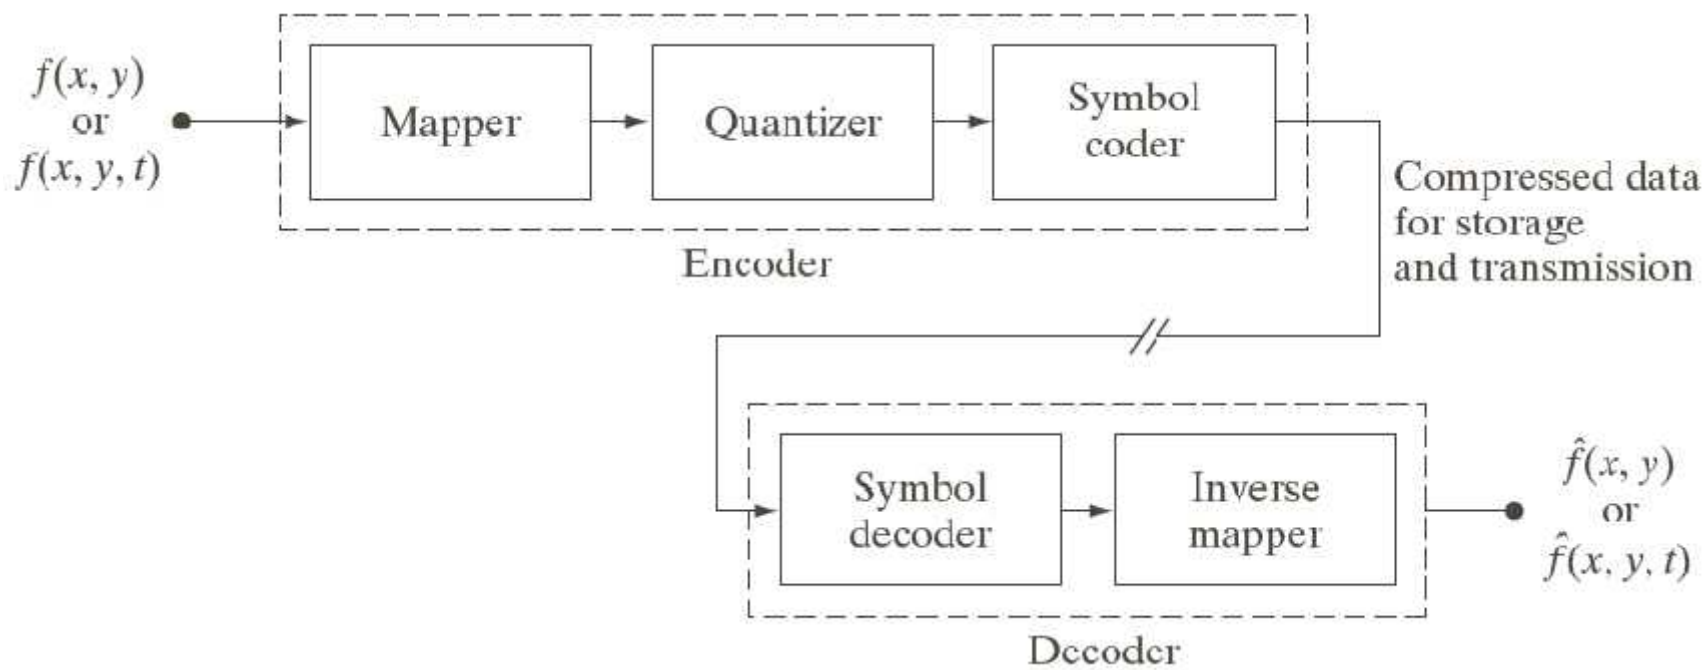 f(x, y)
or
f(x, y, t)
Mapper
Quantizer
Symbol
coder
Encoder
Compressed data
for storage
and transmission
Symbol
decoder
Inverse
mapper
Decoder
f̂(x, y)
or
f̂(x, y, t)